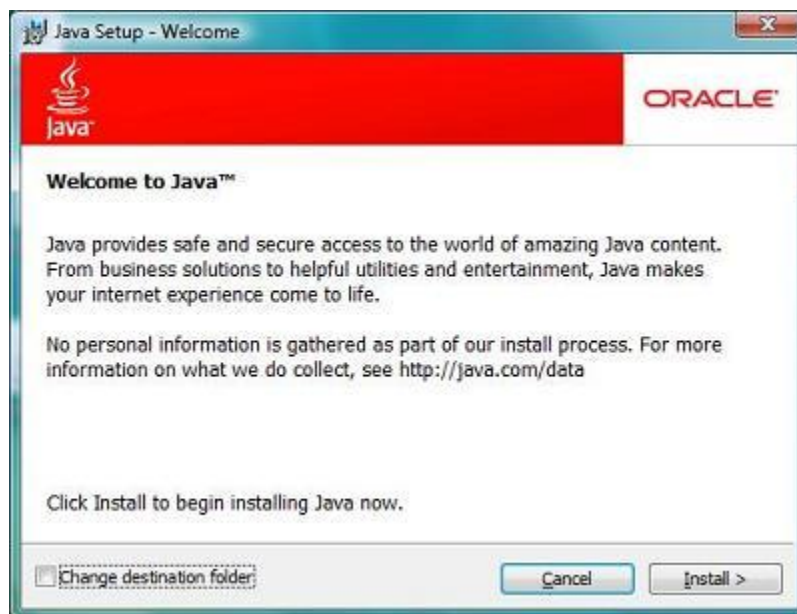 Java Setup - Welcome
Java™
ORACLE®
Welcome to Java™
Java provides safe and secure access to the world of amazing Java content.
From business solutions to helpful utilities and entertainment, Java makes
your internet experience come to life.
No personal information is gathered as part of our install process. For more
information on what we do collect, see http://java.com/data
Click Install to begin installing Java now.
Change destination folder
Cancel
Install >